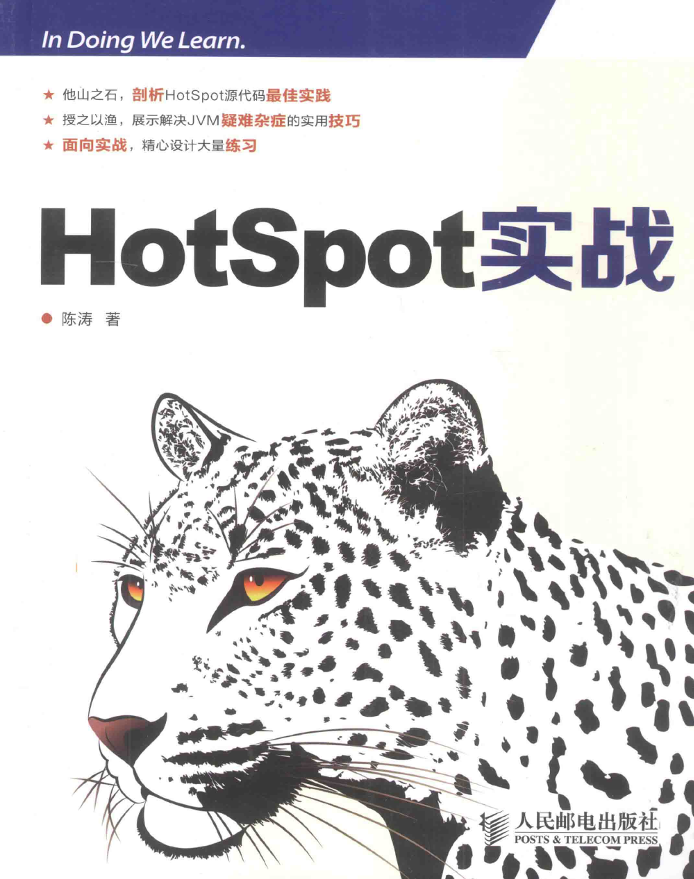 In Doing We Learn.
★ 他山之石，剖析HotSpot源代码最佳实践
★ 授之以渔，展示解决JVM疑难杂症的实用技巧
★ 面向实战，精心设计大量练习
HotSpot实战
● 陈涛 著
人民邮电出版社
POSTS & TELECOM PRESS